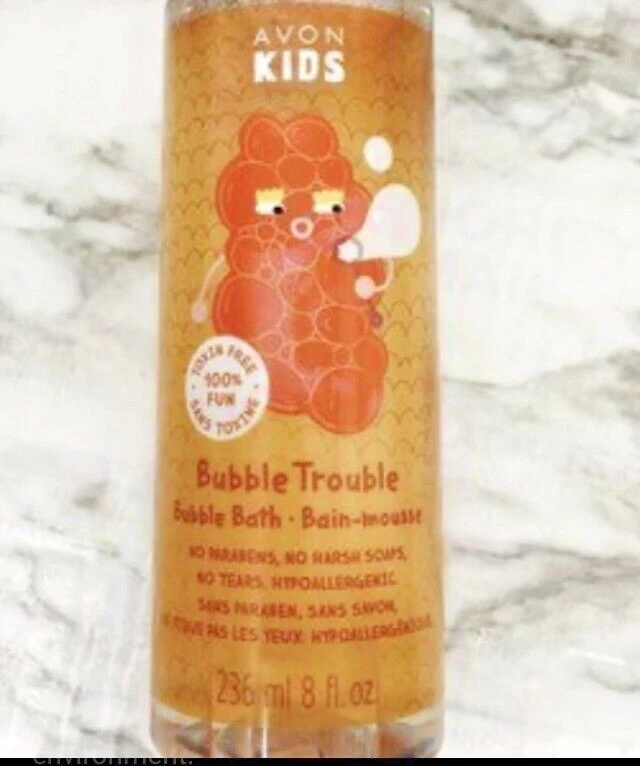 AVON
KIDS
TOXIN FREE
100%
FUN
SANS TOXINE
Bubble Trouble
Bubble Bath · Bain-mousse
NO PARABENS, NO HARSH SOAPS,
NO TEARS. HYPOALLERGENIC
SANS PARABEN, SANS SAVON,
PAS LES YEUX. HYPOALLERGÉNIQUE
236 ml 8 fl. oz.
environment.